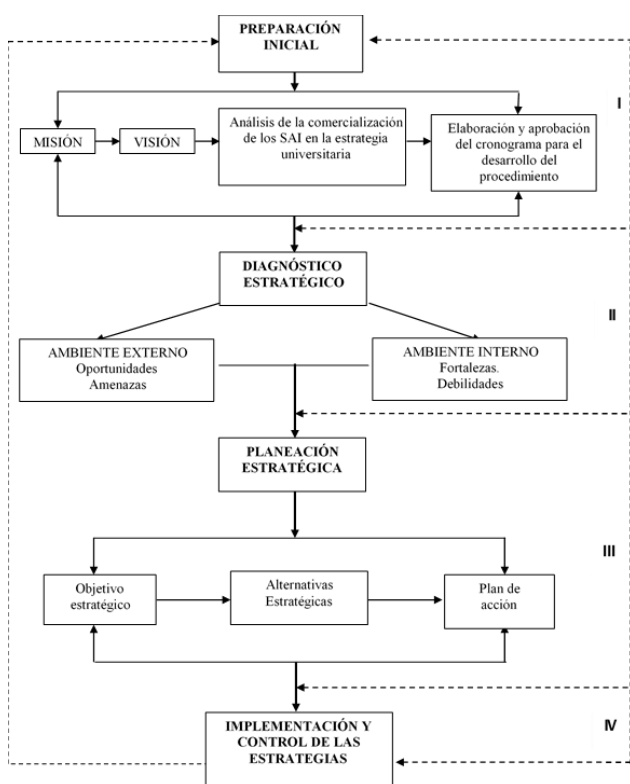 PREPARACIÓN
INICIAL
I
MISIÓN
VISIÓN
Análisis de la comercialización
de los SAI en la estrategia
universitaria
Elaboración y aprobación
del cronograma para el
desarrollo del
procedimiento
DIAGNÓSTICO
ESTRATÉGICO
II
AMBIENTE EXTERNO
Oportunidades
Amenazas
AMBIENTE INTERNO
Fortalezas.
Debilidades
PLANEACIÓN
ESTRATÉGICA
III
Objetivo
estratégico
Alternativas
Estratégicas
Plan de
acción
IMPLEMENTACIÓN Y
CONTROL DE LAS
ESTRATEGIAS
IV